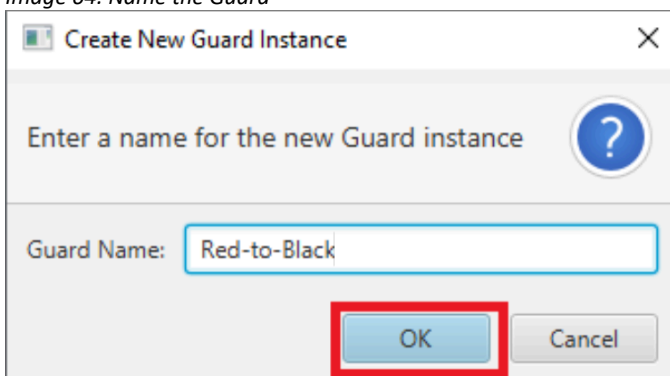 Image 64: Name the Guard
Create New Guard Instance
Enter a name for the new Guard instance
?
Guard Name: Red-to-Black
OK Cancel